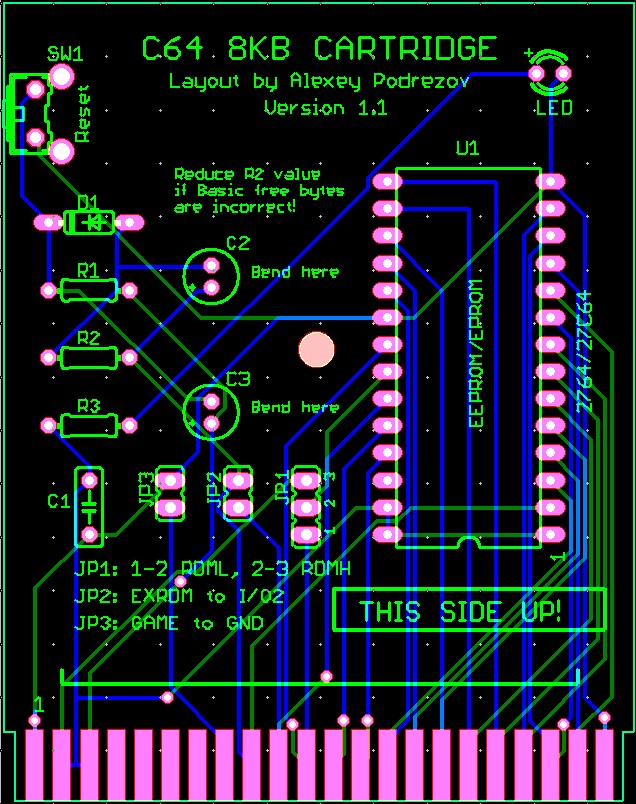 C64 8KB CARTRIDGE
Layout by Alexey Podrezov
Version 1.1
SW1
Reset
+
LED
U1
Reduce R2 value
if Basic free bytes
are incorrect!
D1
C2
Bend here
+
R1
R2
EEPROM/EPROM
2764/27C64
C3
Bend here
+
R3
C1
JP3
JP2
JP1
3
2
1
1
JP1: 1-2 ROML, 2-3 ROMH
JP2: EXROM to I/O2
JP3: GAME to GND
THIS SIDE UP!
1